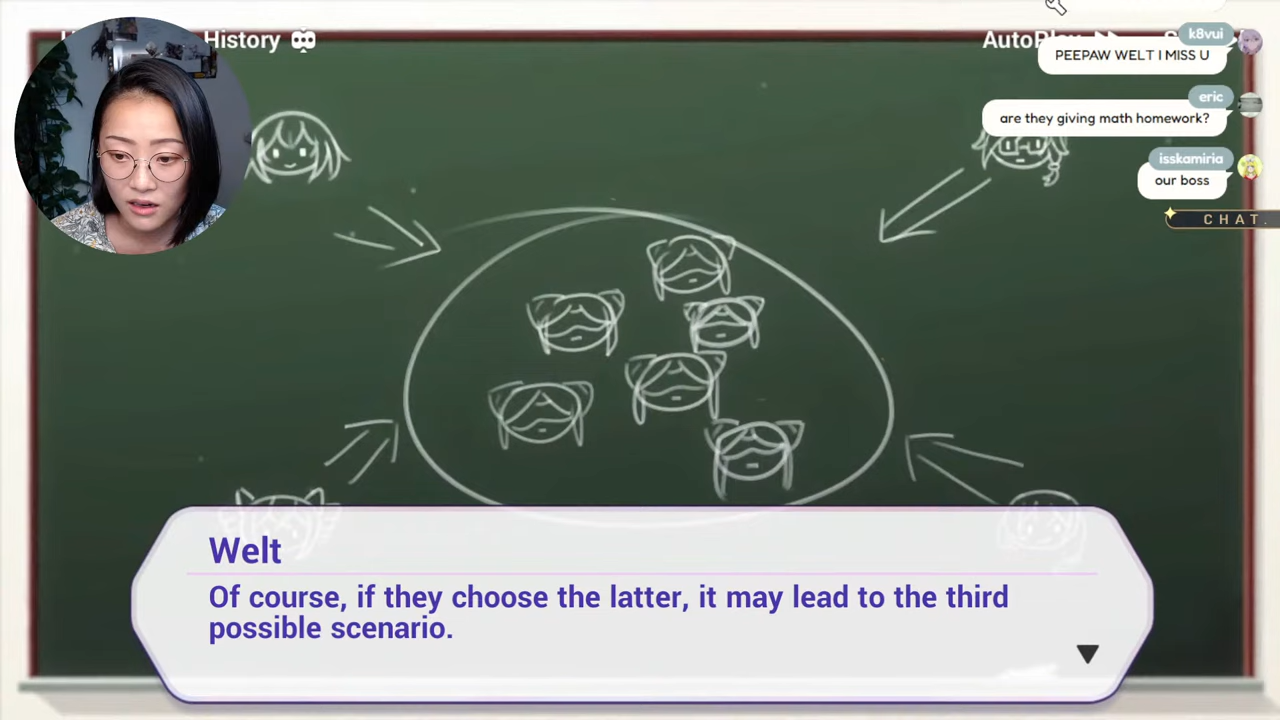 History
k8vui
PEEPAW WELT I MISS U
eric
are they giving math homework?
isskamiria
our boss
CHAT.
Welt
Of course, if they choose the latter, it may lead to the third
possible scenario.